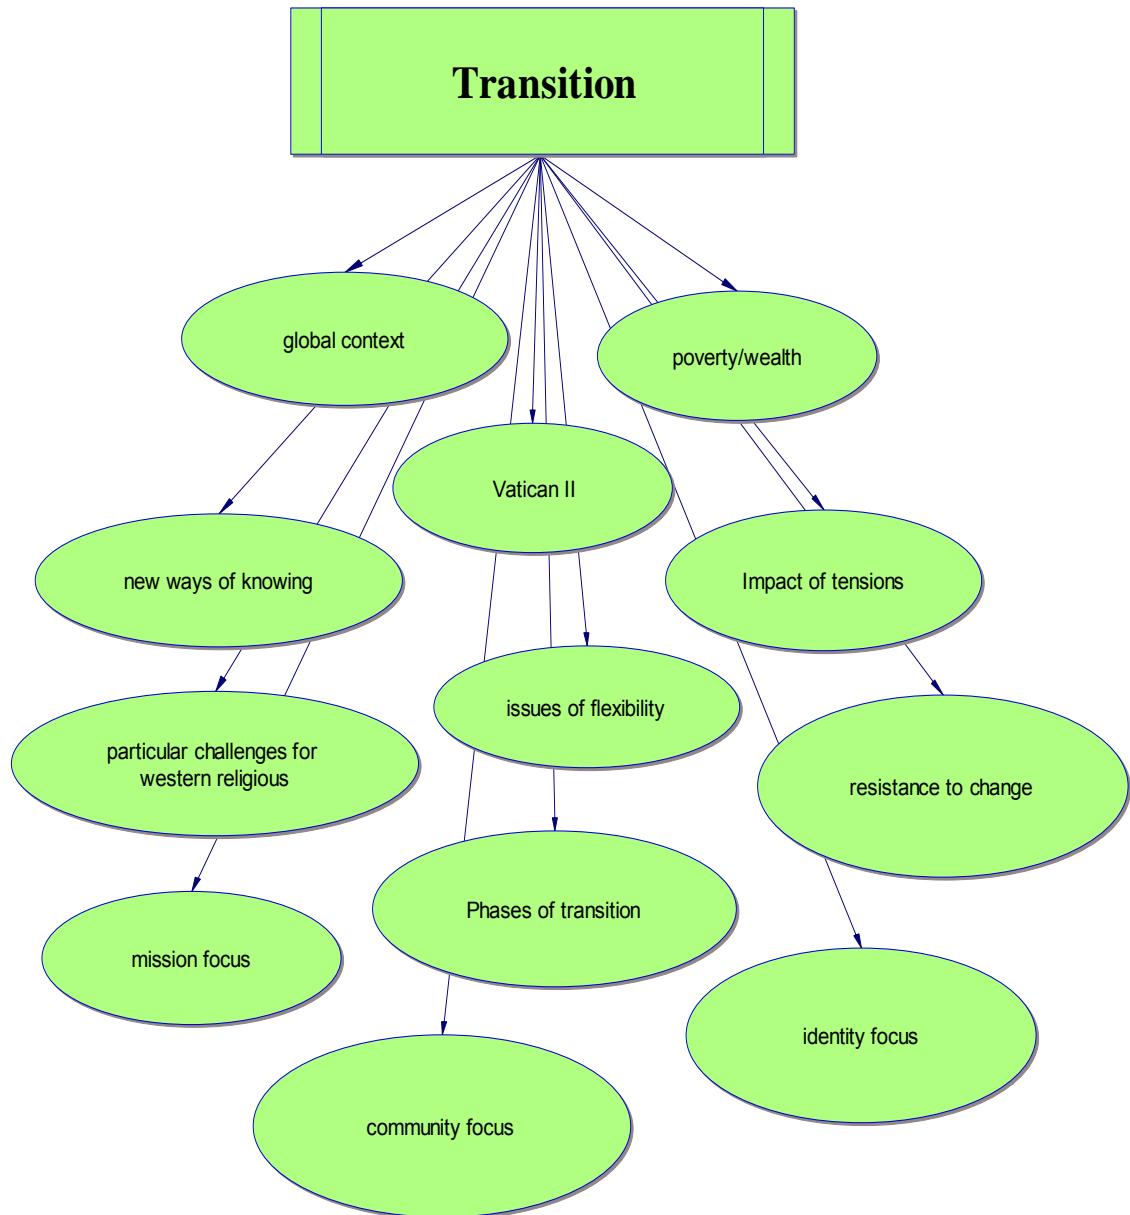 Transition
global context
poverty/wealth
Vatican II
new ways of knowing
Impact of tensions
issues of flexibility
particular challenges for
western religious
resistance to change
Phases of transition
mission focus
identity focus
community focus